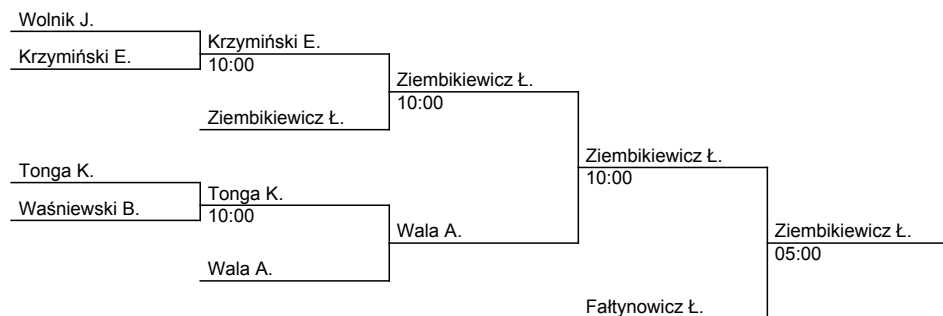 Wolnik J.
Krzymiński E.
Krzymiński E.
10:00
Ziembikiewicz Ł.
10:00
Ziembikiewicz Ł.
Ziembikiewicz Ł.
10:00
Tonga K.
Tonga K.
10:00
Waśniewski B.
Wala A.
Ziembikiewicz Ł.
05:00
Wala A.
Fałtynowicz Ł.